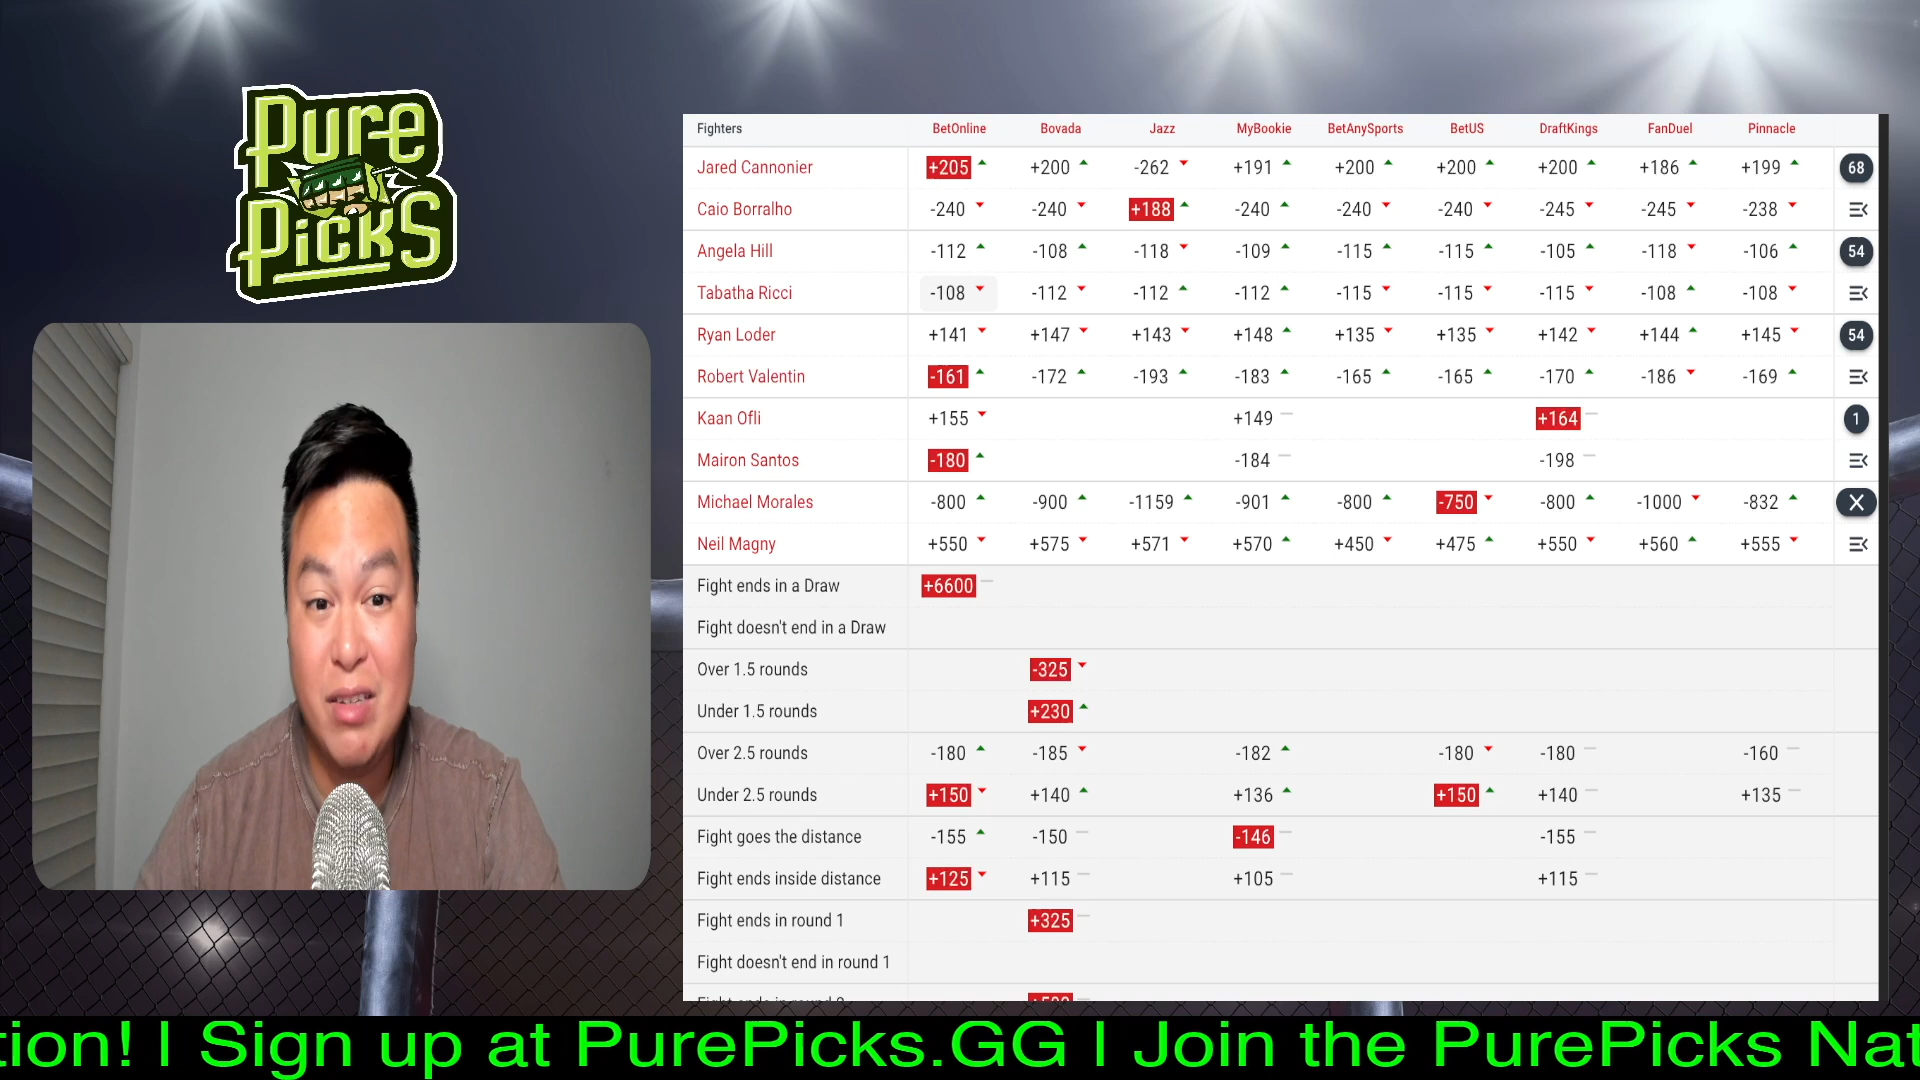 Pure
Picks
Fighters BetOnline Bovada Jazz MyBookie BetAnySports BetUS DraftKings FanDuel Pinnacle
Jared Cannonier +205 +200 -262 +191 +200 +200 +200 +186 +199 68
Caio Borralho -240 -240 +188 -240 -240 -240 -245 -245 -238
Angela Hill -112 -108 -118 -109 -115 -115 -105 -118 -106 54
Tabatha Ricci -108 -112 -112 -112 -115 -115 -115 -108 -108
Ryan Loder +141 +147 +143 +148 +135 +135 +142 +144 +145 54
Robert Valentin -161 -172 -193 -183 -165 -165 -170 -186 -169
Kaan Ofli +155 +149 +164 1
Mairon Santos -180 -184 -198
Michael Morales -800 -900 -1159 -901 -800 -750 -800 -1000 -832 X
Neil Magny +550 +575 +571 +570 +450 +475 +550 +560 +555
Fight ends in a Draw +6600
Fight doesn't end in a Draw
Over 1.5 rounds -325
Under 1.5 rounds +230
Over 2.5 rounds -180 -185 -182 -180 -180 -160
Under 2.5 rounds +150 +140 +136 +150 +140 +135
Fight goes the distance -155 -150 -146 -155
Fight ends inside distance +125 +115 +105 +115
Fight ends in round 1 +325
Fight doesn't end in round 1
tion! | Sign up at PurePicks.GG | Join the PurePicks Nat